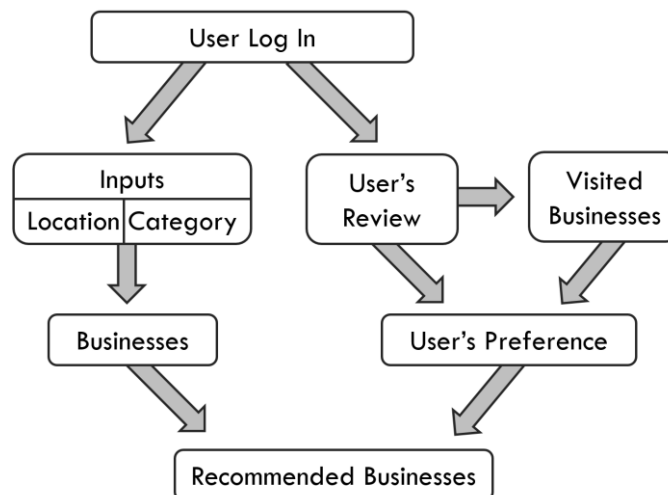 User Log In
Inputs
Location Category
User's
Review
Visited
Businesses
Businesses
User's Preference
Recommended Businesses